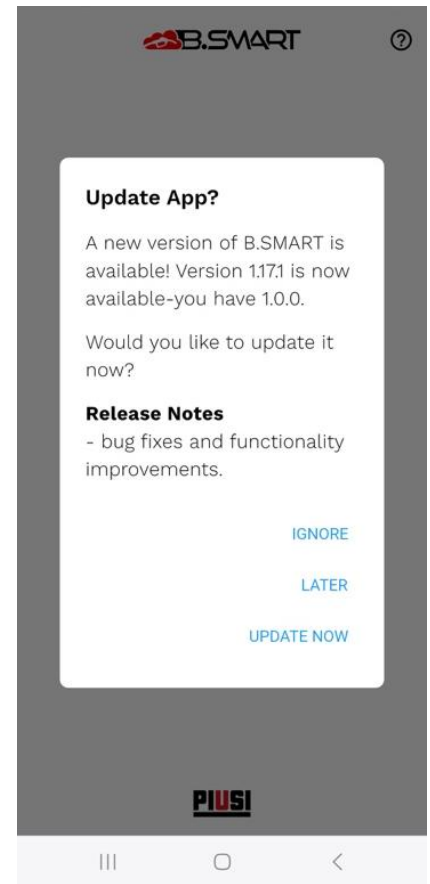 B.SMART
Update App?
A new version of B.SMART is
available! Version 1.17.1 is now
available-you have 1.0.0.
Would you like to update it
now?
Release Notes
- bug fixes and functionality
improvements.
IGNORE
LATER
UPDATE NOW
PIUSI